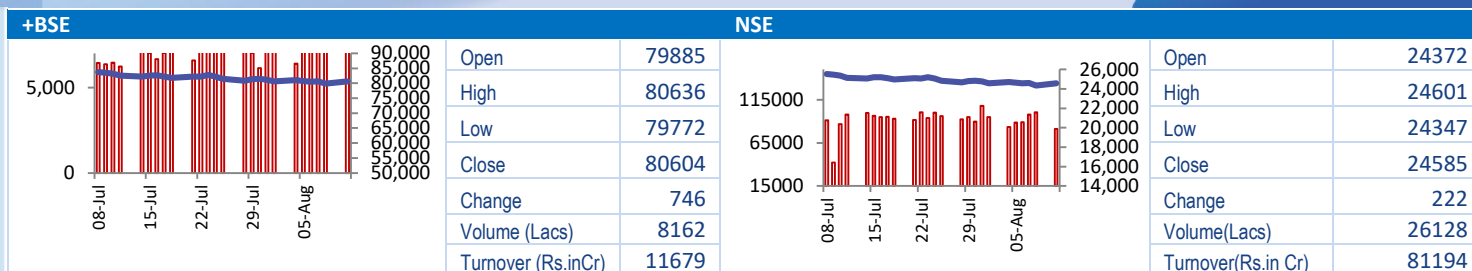 +BSE
5,000
0
90,000
85,000
80,000
75,000
70,000
65,000
60,000
55,000
50,000
08-Jul
15-Jul
22-Jul
29-Jul
05-Aug
Open 79885
High 80636
Low 79772
Close 80604
Change 746
Volume (Lacs) 8162
Turnover (Rs.inCr) 11679
NSE
115000
65000
15000
26,000
24,000
22,000
20,000
18,000
16,000
14,000
08-Jul
15-Jul
22-Jul
29-Jul
05-Aug
Open 24372
High 24601
Low 24347
Close 24585
Change 222
Volume(Lacs) 26128
Turnover(Rs.in Cr) 81194